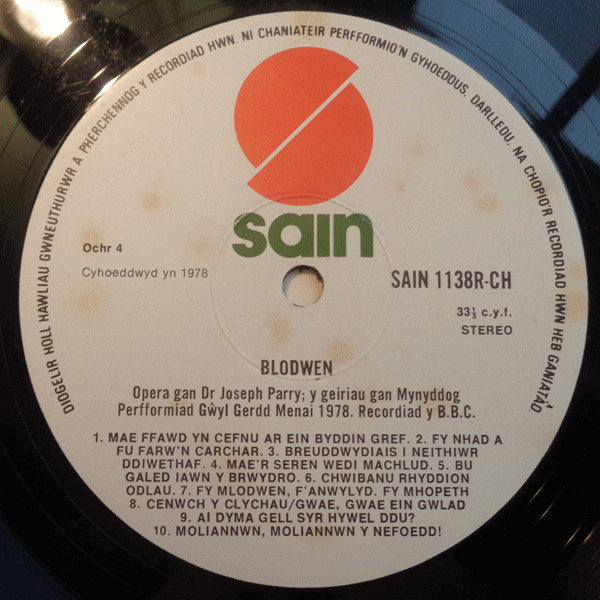 DIOGELIR HOLL HAWLIAU GWNEUTHURWR A PHERCHENNOG Y RECORDIAD HWN. NI CHANIATEIR PERFFORMIO'N GYHOEDDUS, DARLLEDU, NA CHOPIO'R RECORDIAD HWN HEB GANIATÂD.
sain
Ochr 4
Cyhoeddwyd yn 1978
SAIN 1138R-CH
33⅓ c.y.f.
STEREO
BLODWEN
Opera gan Dr Joseph Parry; y geiriau gan Mynyddog
Perfformiad Gŵyl Gerdd Menai 1978. Recordiad y B.B.C.
1. MAE FFAWD YN CEFNU AR EIN BYDDIN GREF. 2. FY NHAD A
FU FARW'N CARCHAR. 3. BREUDDWYDIAIS I NEITHIWR
DDIWETHAF. 4. MAE'R SEREN WEDI MACHLUD. 5. BU
GALED IAWN Y BRWYDRO. 6. CHWIBANU RHYDDION
ODLAU. 7. FY MLODWEN, F'ANWYLYD, FY MHOPETH
8. CENWCH Y CLYCHAU/GWAE, GWAE EIN GWLAD
9. AI DYMA GELL SYR HYWEL DDU?
10. MOLIANNWN, MOLIANNWN Y NEFOEDD!